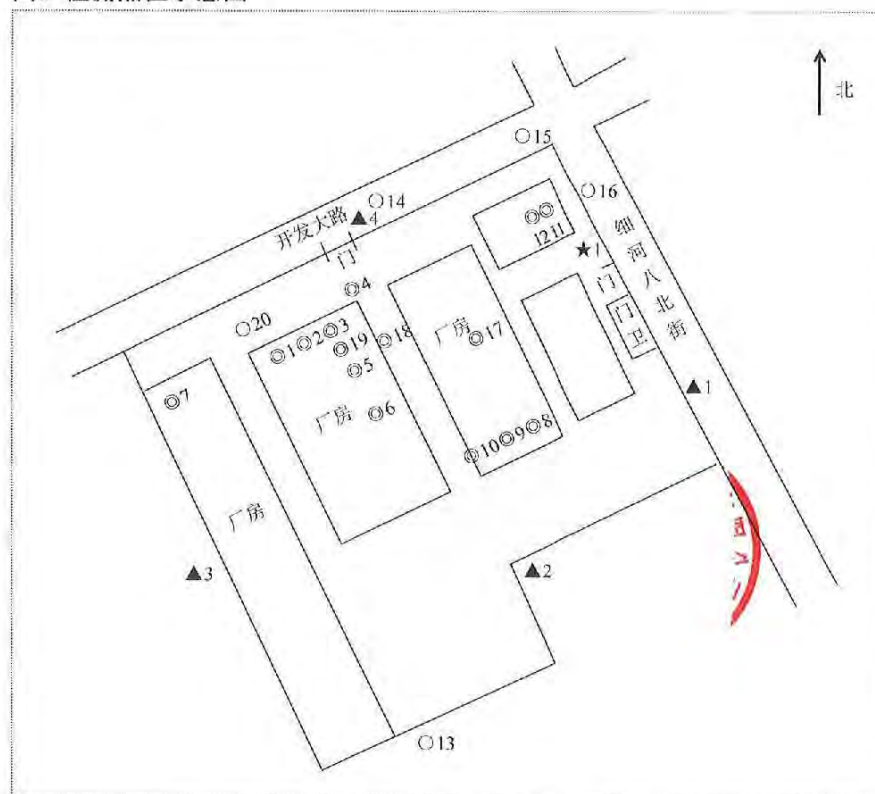 北
○15
○14
▲4
开发大路
门
○16
细河八北街
◎◎
12 11
★1
门
门卫
◎4
○20
◎1◎2◎3
◎19
◎18
◎5
厂房
◎17
◎6
厂房
◎7
▲1
◎10◎9◎8
厂房
▲3
▲2
○13